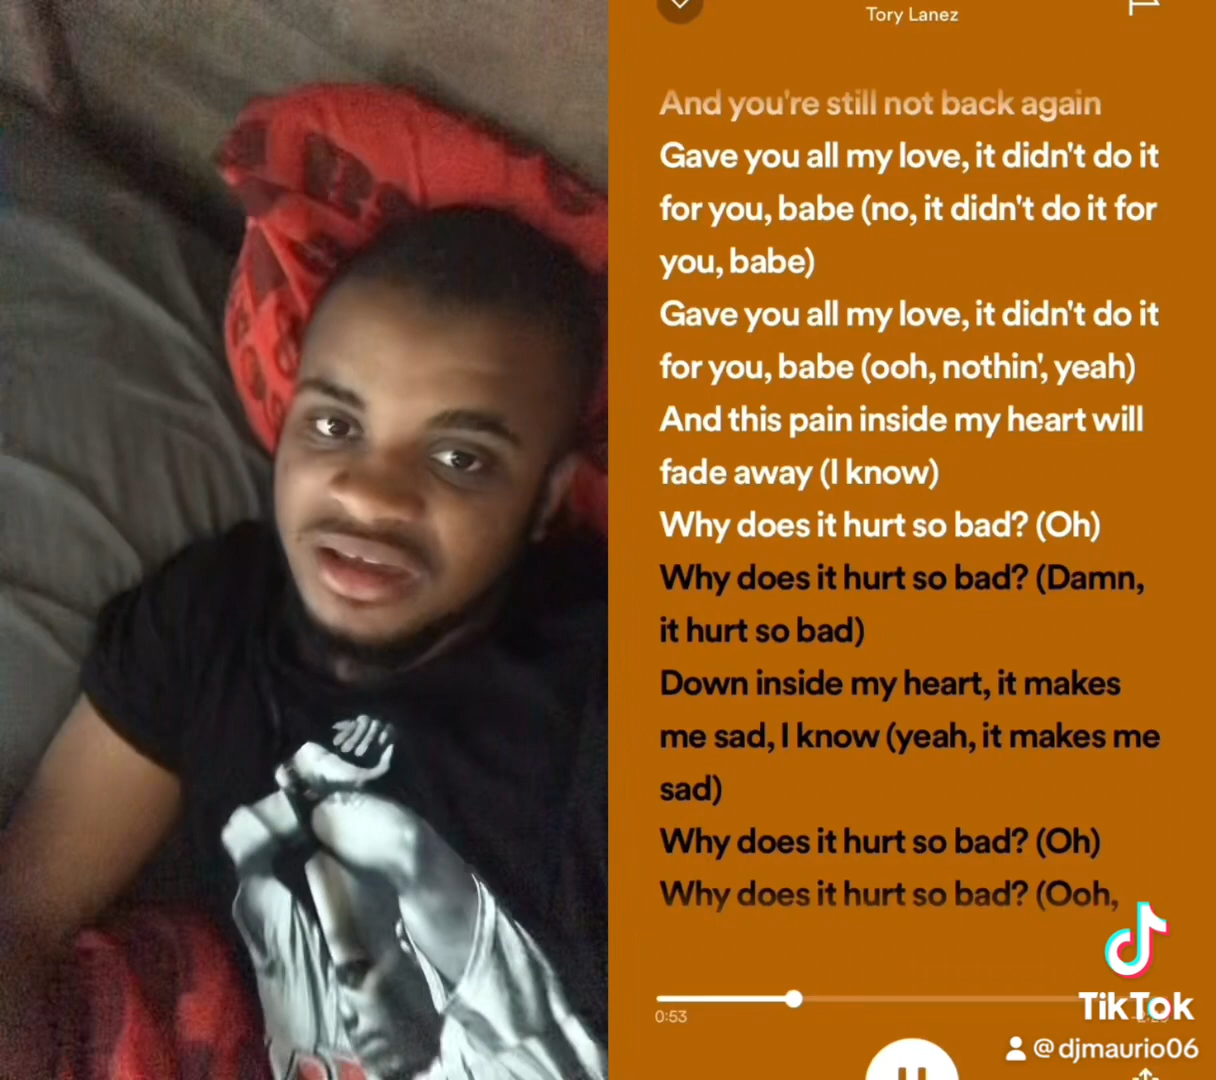 Tory Lanez
And you're still not back again
Gave you all my love, it didn't do it
for you, babe (no, it didn't do it for
you, babe)
Gave you all my love, it didn't do it
for you, babe (ooh, nothin', yeah)
And this pain inside my heart will
fade away (I know)
Why does it hurt so bad? (Oh)
Why does it hurt so bad? (Damn,
it hurt so bad)
Down inside my heart, it makes
me sad, I know (yeah, it makes me
sad)
Why does it hurt so bad? (Oh)
Why does it hurt so bad? (Ooh,
0:53
TikTok
@djmaurio06